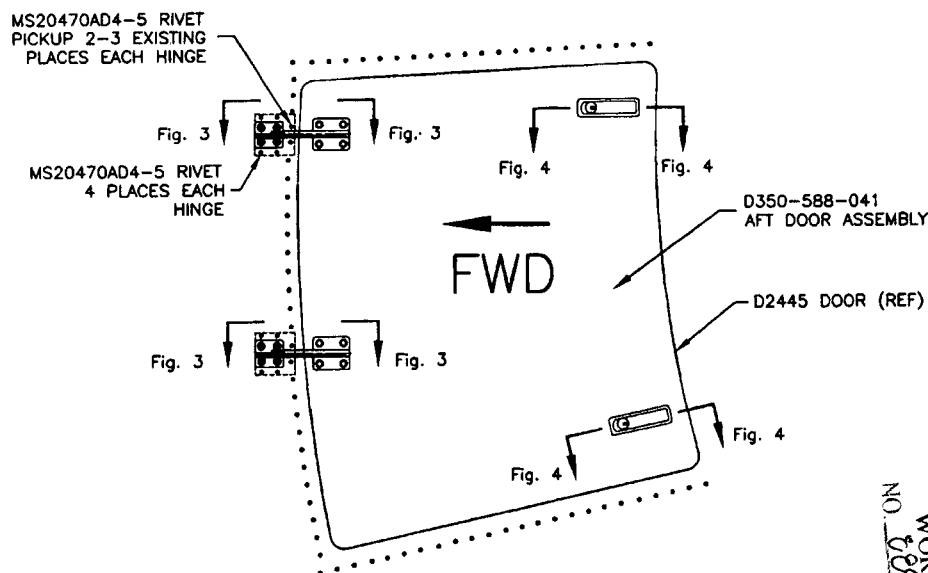 MS20470AD4-5 RIVET
PICKUP 2-3 EXISTING
PLACES EACH HINGE
Fig. 3
Fig. 3
MS20470AD4-5 RIVET
4 PLACES EACH
HINGE
Fig. 4
Fig. 4
D350-588-041
AFT DOOR ASSEMBLY
FWD
D2445 DOOR (REF)
Fig. 3
Fig. 3
Fig. 4
Fig. 4
NO.